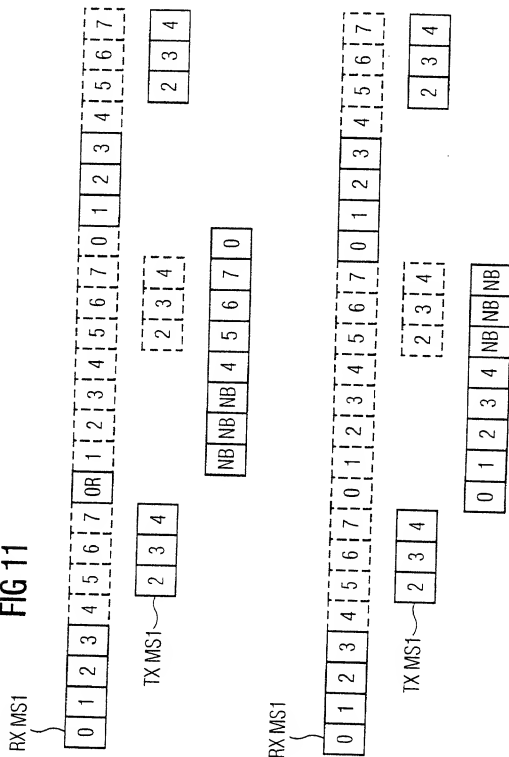 FIG 11
RX MS1
0 1 2 3 4 5 6 7 OR 1 2 3 4 5 6 7 0 1 2 3 4 5 6 7
TX MS1
2 3 4 2 3 4 2 3 4
NB NB NB 4 5 6 7 0
RX MS1
0 1 2 3 4 5 6 7 0 1 2 3 4 5 6 7 0 1 2 3 4 5 6 7
TX MS1
2 3 4 2 3 4 2 3 4
0 1 2 3 4 NB NB NB